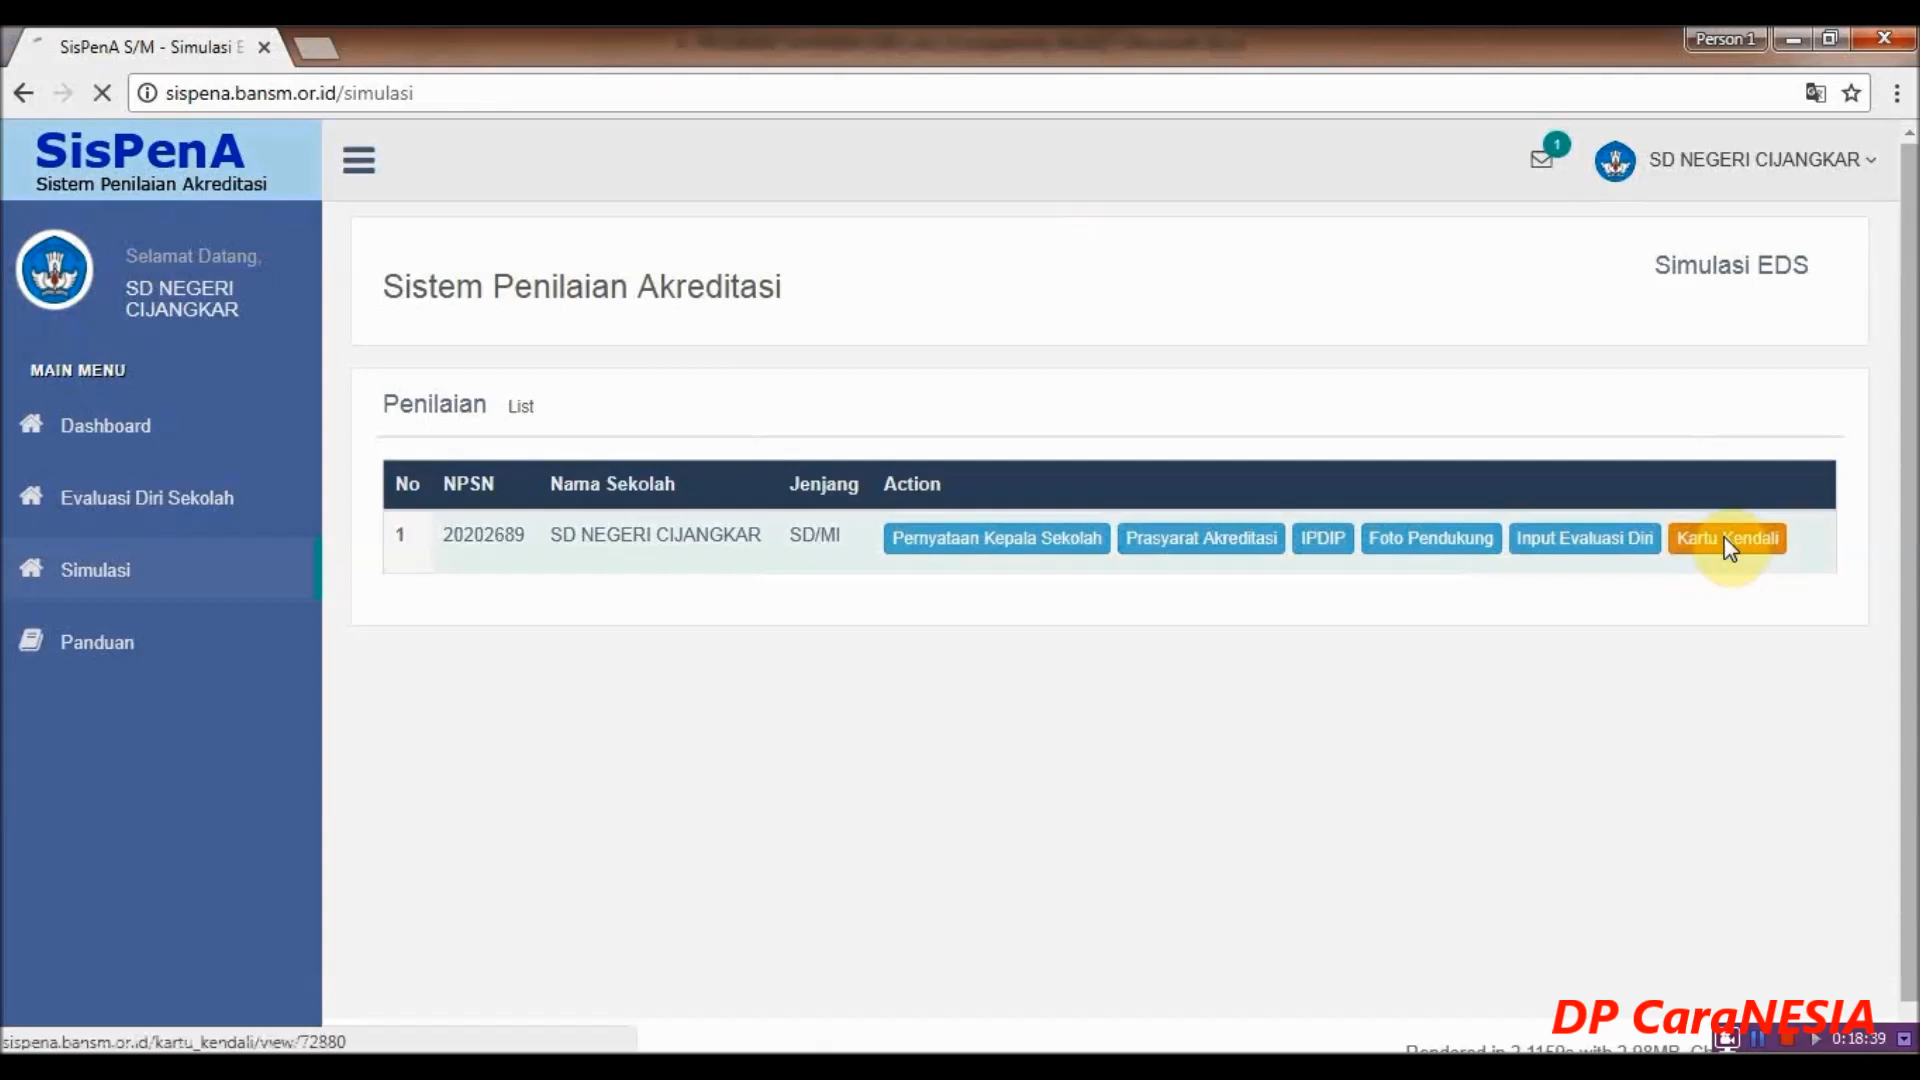 SisPenA S/M - Simulasi E
Person 1
sispena.bansm.or.id/simulasi
SisPenA
Sistem Penilaian Akreditasi
1
SD NEGERI CIJANGKAR
Selamat Datang,
SD NEGERI
CIJANGKAR
MAIN MENU
Dashboard
Evaluasi Diri Sekolah
Simulasi
Panduan
Sistem Penilaian Akreditasi
Simulasi EDS
Penilaian List
No NPSN Nama Sekolah Jenjang Action
1 20202689 SD NEGERI CIJANGKAR SD/MI Pernyataan Kepala Sekolah Prasyarat Akreditasi IPDIP Foto Pendukung Input Evaluasi Diri Kartu Kendali
DP CaraNESIA
sispena.bansm.or.id/kartu_kendali/view/72880
0:18:39